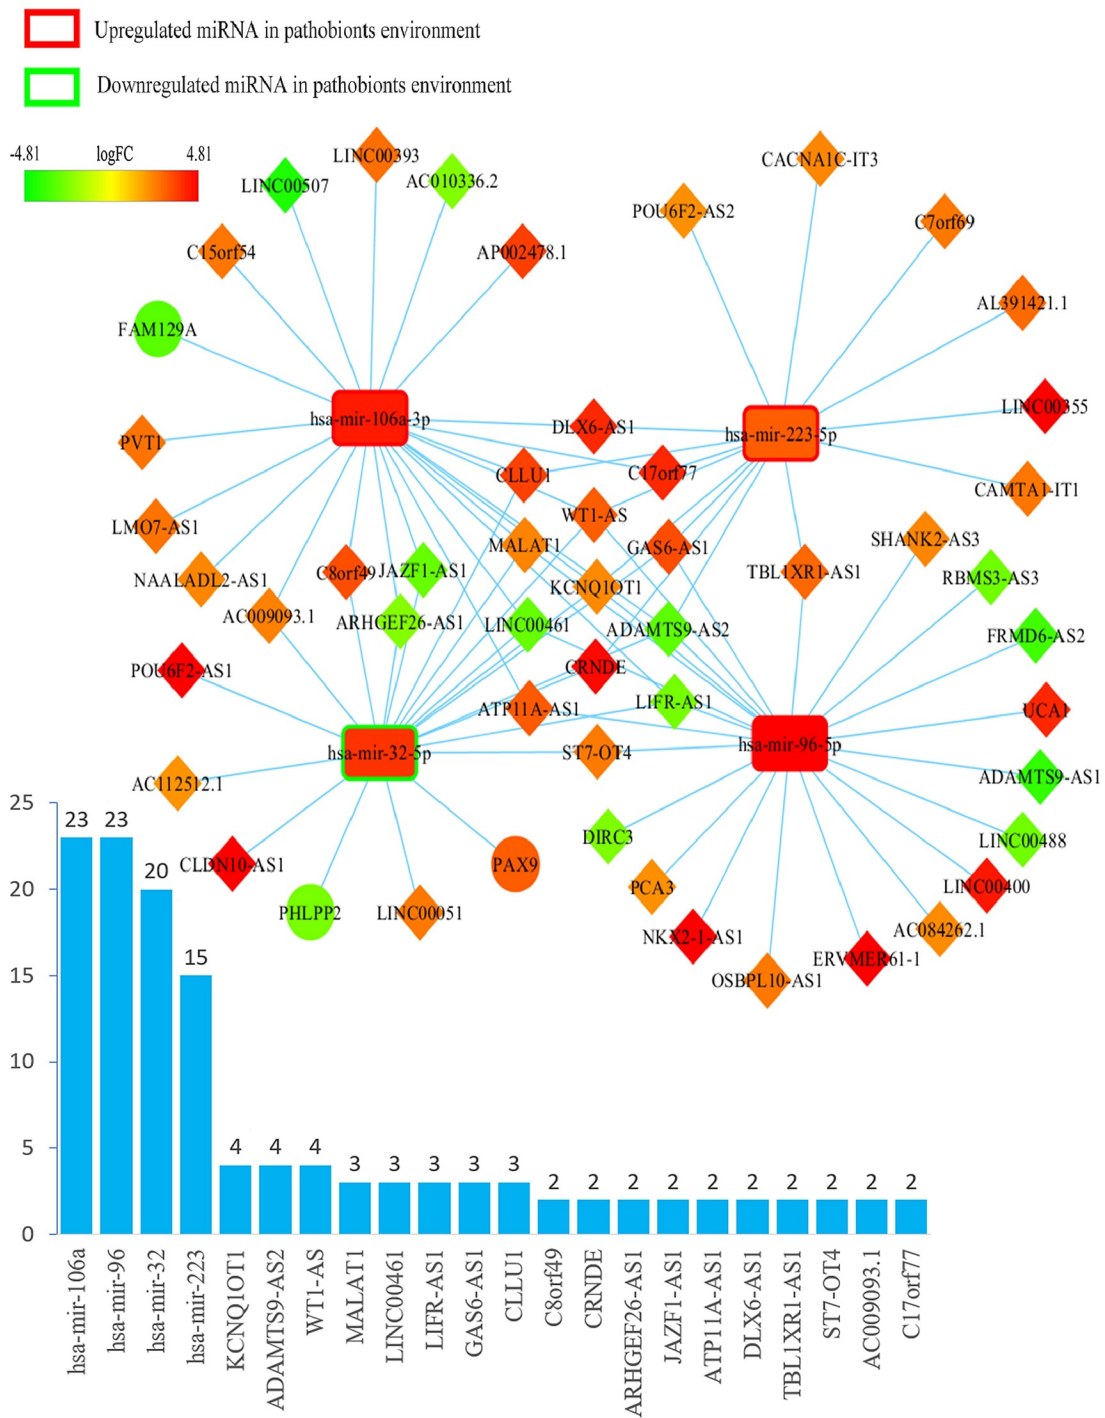 Upregulated miRNA in pathobionts environment
Downregulated miRNA in pathobionts environment
-4.81 logFC 4.81
LINC00393
CACNA1C-IT3
LINC00507
AC010336.2
POU6F2-AS2
C7orf69
C15orf54
AP002478.1
AL391421.1
FAM129A
LINC00355
hsa-mir-106a-3p
DLX6-AS1
hsa-mir-223-5p
PVT1
CLLU1
C17orf77
CAMTA1-IT1
LMO7-AS1
WT1-AS
MALAT1
GAS6-AS1
SHANK2-AS3
NAALADL2-AS1
C8orf49
JAZF1-AS1
KCNQ1OT1
TBL1XR1-AS1
RBMS3-AS3
AC009093.1
ARHGEF26-AS1
LINC00461
ADAMTS9-AS2
FRMD6-AS2
POU6F2-AS1
CRNDE
ATP11A-AS1
LIFR-AS1
UCA1
hsa-mir-32-5p
ST7-OT4
hsa-mir-96-5p
AC112512.1
ADAMTS9-AS1
DIRC3
LINC00488
CLDN10-AS1
PAX9
PCA3
LINC00400
PHLPP2
LINC00051
NKX2-1-AS1
AC084262.1
OSBPL10-AS1
ERVMER61-1
25
20
15
10
5
0
23
23
20
15
4
4
4
3
3
3
3
3
2
2
2
2
2
2
2
2
2
2
hsa-mir-106a
hsa-mir-96
hsa-mir-32
hsa-mir-223
KCNQ1OT1
ADAMTS9-AS2
WT1-AS
MALAT1
LINC00461
LIFR-AS1
GAS6-AS1
CLLU1
C8orf49
CRNDE
ARHGEF26-AS1
JAZF1-AS1
ATP11A-AS1
DLX6-AS1
TBL1XR1-AS1
ST7-OT4
AC009093.1
C17orf77